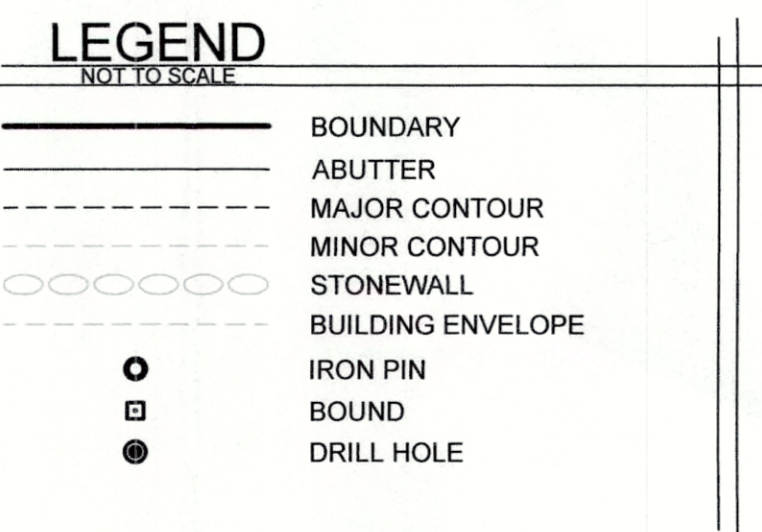 LEGEND
NOT TO SCALE
BOUNDARY
ABUTTER
MAJOR CONTOUR
MINOR CONTOUR
STONEWALL
BUILDING ENVELOPE
IRON PIN
BOUND
DRILL HOLE